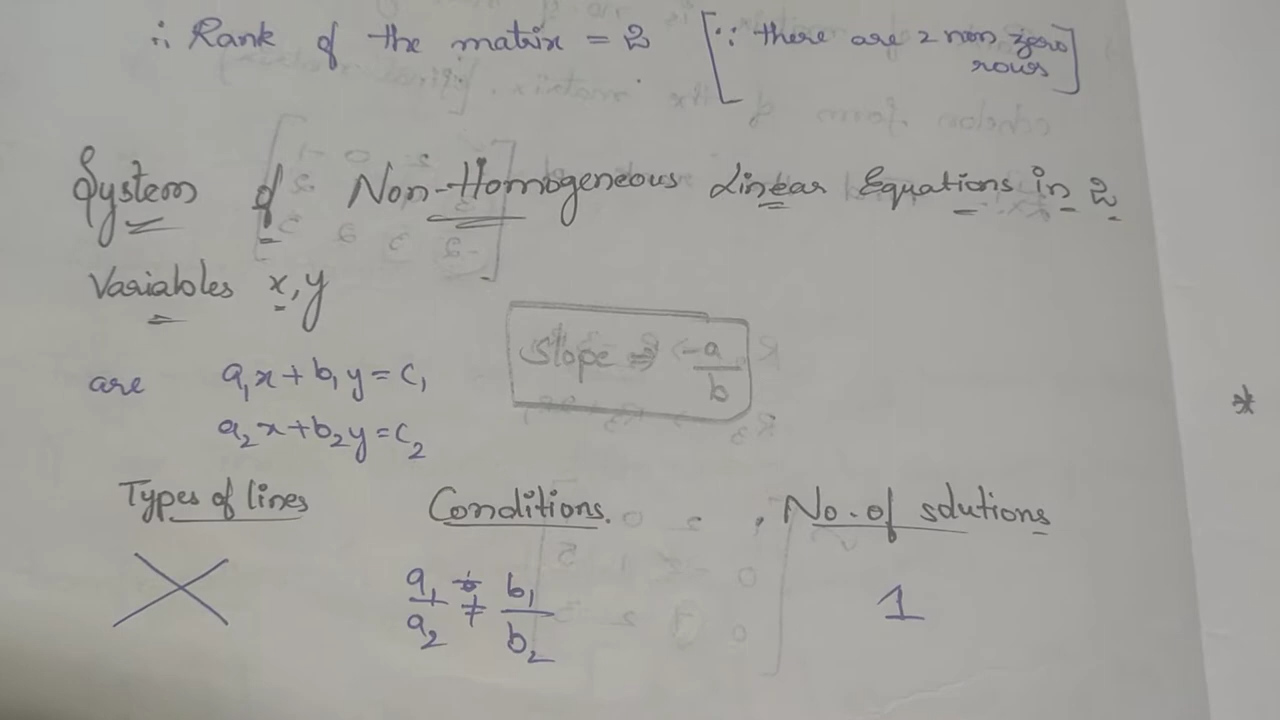 ∴ Rank of the matrix = 2 [∵ there are 2 non zero rows]
System of Non-Homogeneous Linear Equations in 2
Variables x, y
Slope ⇒ -a/b
are a₁x + b₁y = c₁
a₂x + b₂y = c₂
Types of lines Conditions. No. of solutions
a₁/a₂ ≠ b₁/b₂ 1